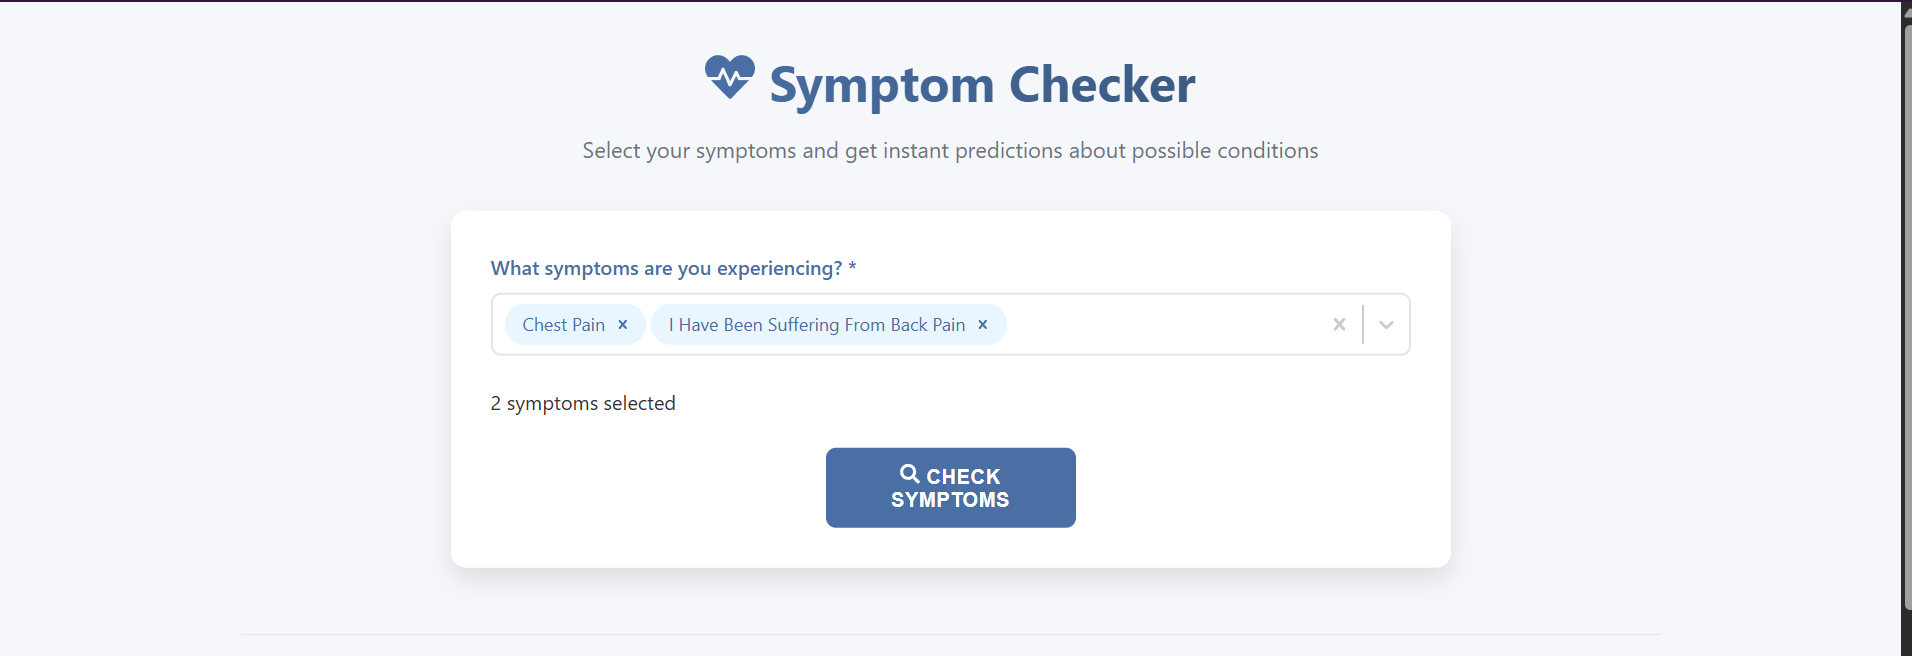 Symptom Checker
Select your symptoms and get instant predictions about possible conditions
What symptoms are you experiencing? *
Chest Pain × I Have Been Suffering From Back Pain ×
2 symptoms selected
CHECK
SYMPTOMS